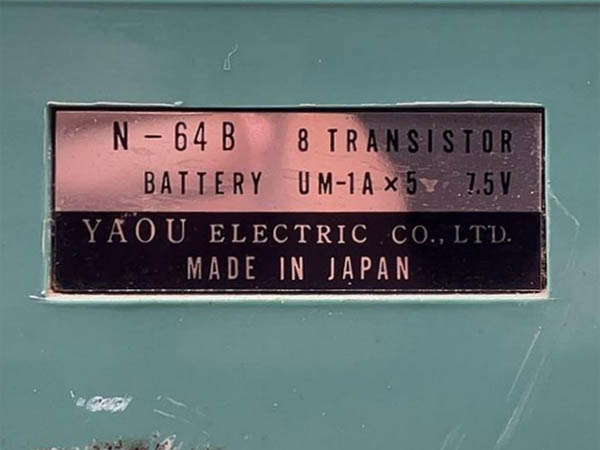 N-64B 8 TRANSISTOR
BATTERY UM-1A×5 7.5V
YAOU ELECTRIC CO., LTD.
MADE IN JAPAN